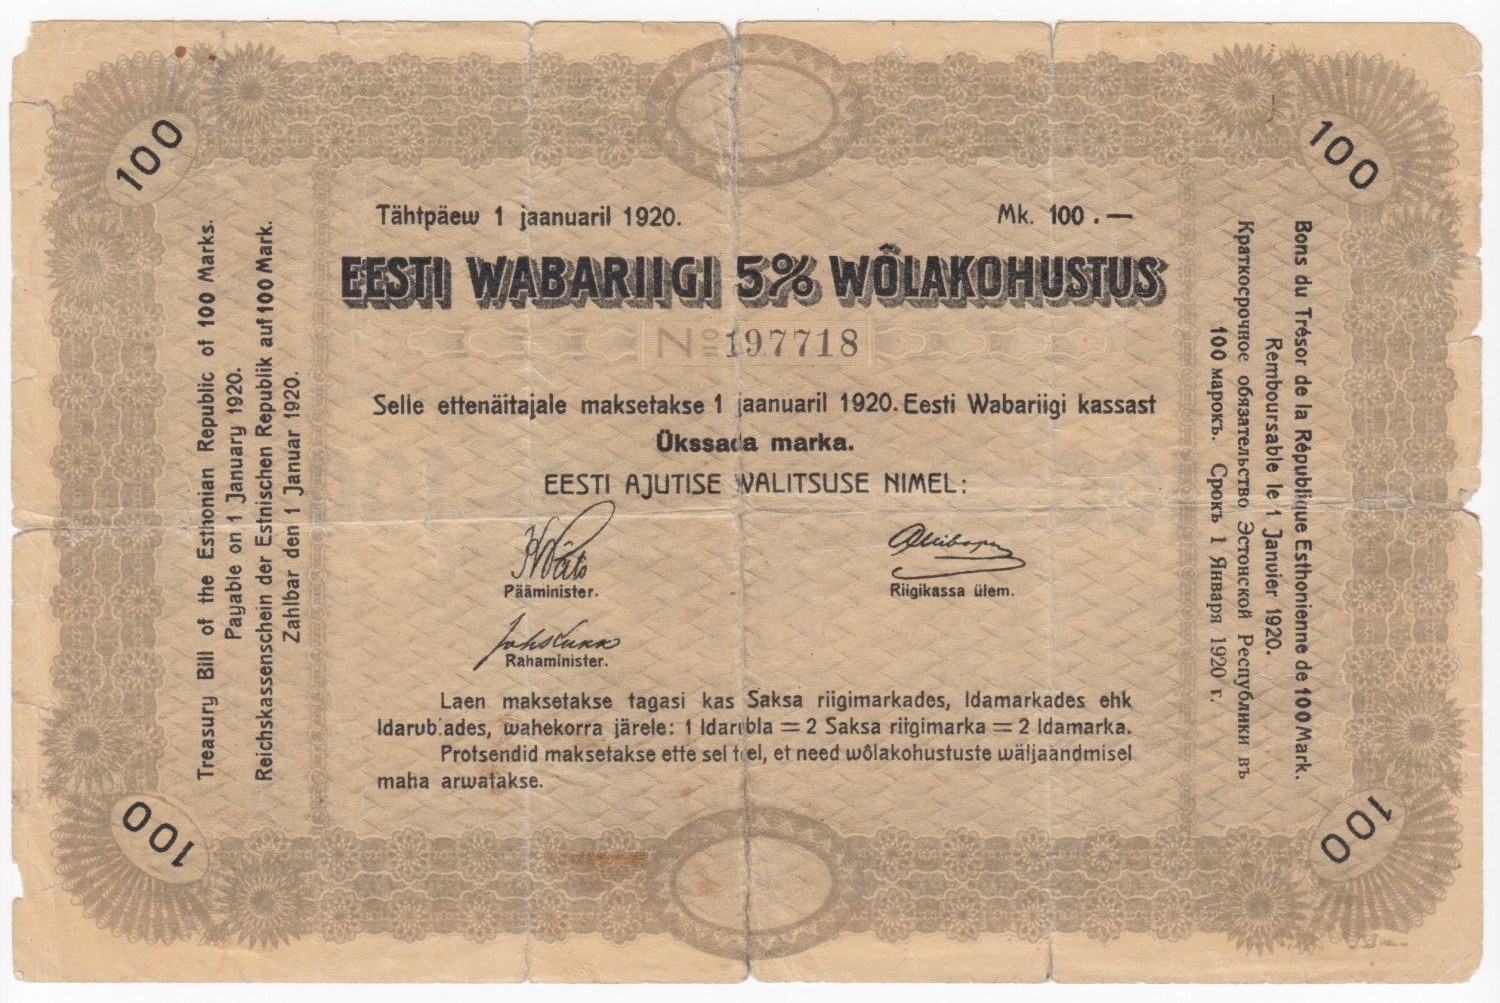 100
100
Tähtpäew 1 jaanuaril 1920.
Mk. 100.—
EESTI WABARIIGI 5% WÔLAKOHUSTUS
No 197718
Selle ettenäitajale maksetakse 1 jaanuaril 1920. Eesti Wabariigi kassast
Ükssada marka.
EESTI AJUTISE WALITSUSE NIMEL:
K Päts
Pääminister.
Riigikassa ülem.
Juh Kukk
Rahaminister.
Laen maksetakse tagasi kas Saksa riigimarkades, Idamarkades ehk
Idarublades, wahekorra järele: 1 Idarubla = 2 Saksa riigimarka = 2 Idamarka.
Protsendid maksetakse ette sel teel, et need wôlakohustuste wäljaandmisel
maha arwatakse.
Treasury Bill of the Esthonian Republic of 100 Marks.
Payable on 1 January 1920.
Reichskassenschein der Estnischen Republik auf 100 Mark.
Zahlbar den 1 Januar 1920.
Bons du Trésor de la République Esthonienne de 100 Mark.
Remboursable le 1 Janvier 1920.
Краткосрочное обязательство Эстонской Республики въ
100 марокъ. Срокъ 1 Января 1920 г.
100
100